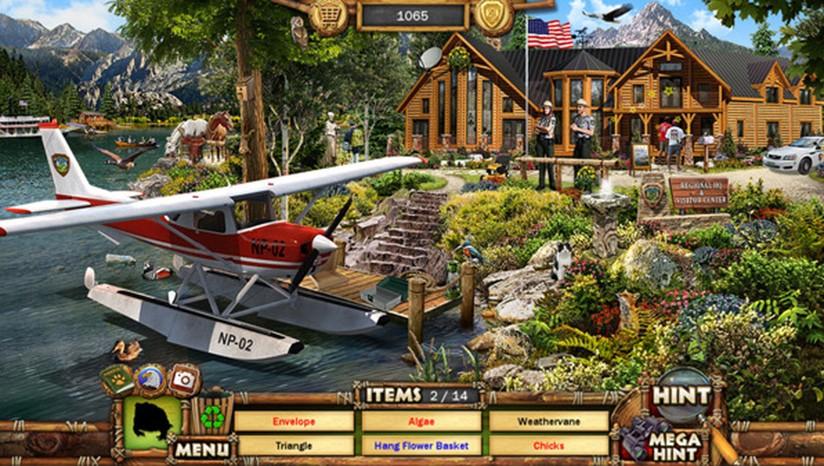 1065
NP-02
REGIONAL HQ
&
VISITOR CENTER
NP-02
ITEMS 2 / 14
HINT
Envelope
Algae
Weathervane
Triangle
Hang Flower Basket
Chicks
MENU
MEGA
HINT